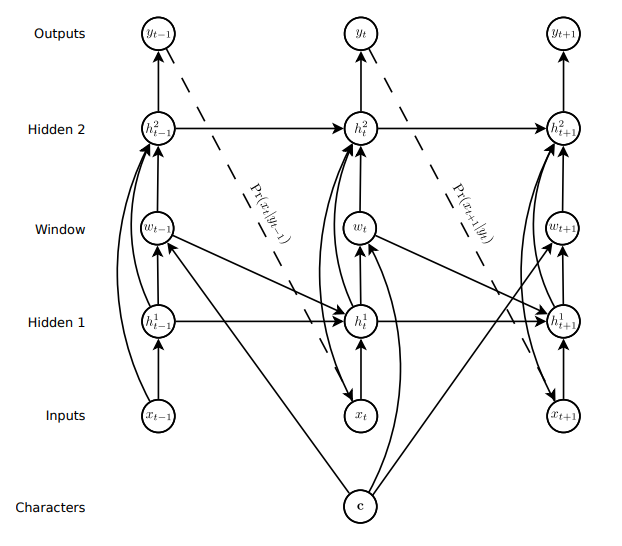 Outputs y_{t−1} y_t y_{t+1}
Hidden 2 h^2_{t−1} h^2_t h^2_{t+1}
Pr(x_t|y_{t−1}) Pr(x_{t+1}|y_t)
Window w_{t−1} w_t w_{t+1}
Hidden 1 h^1_{t−1} h^1_t h^1_{t+1}
Inputs x_{t−1} x_t x_{t+1}
Characters c